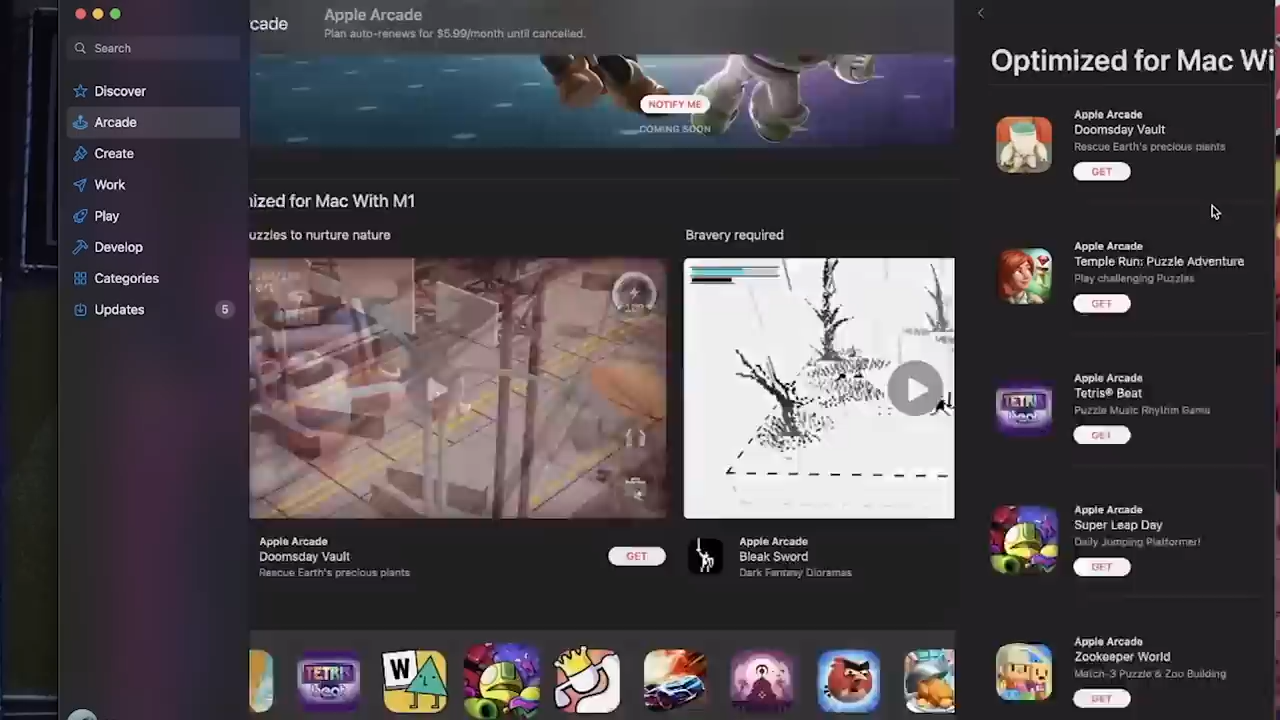 Search
Discover
Arcade
Create
Work
Play
Develop
Categories
Updates
5
cade
Apple Arcade
Plan auto-renews for $5.99/month until cancelled.
NOTIFY ME
COMING SOON
ized for Mac With M1
uzzles to nurture nature
Bravery required
Apple Arcade
Doomsday Vault
Rescue Earth's precious plants
GET
Apple Arcade
Bleak Sword
Dark Fantasy Dioramas
TETRIS
beat
W
Optimized for Mac Wi
Apple Arcade
Doomsday Vault
Rescue Earth's precious plants
GET
Apple Arcade
Temple Run: Puzzle Adventure
Play challenging Puzzles
GET
TETRIS
beat
Apple Arcade
Tetris® Beat
Puzzle Music Rhythm Game
GET
Apple Arcade
Super Leap Day
Daily Jumping Platformer!
GET
Apple Arcade
Zookeeper World
Match-3 Puzzle & Zoo Building
GET